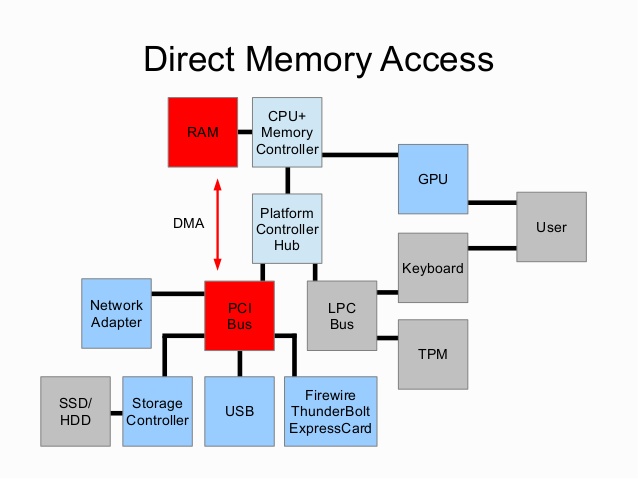 Direct Memory Access
RAM
CPU+
Memory
Controller
GPU
DMA
Platform
Controller
Hub
User
Keyboard
Network
Adapter
PCI
Bus
LPC
Bus
TPM
SSD/
HDD
Storage
Controller
USB
Firewire
ThunderBolt
ExpressCard